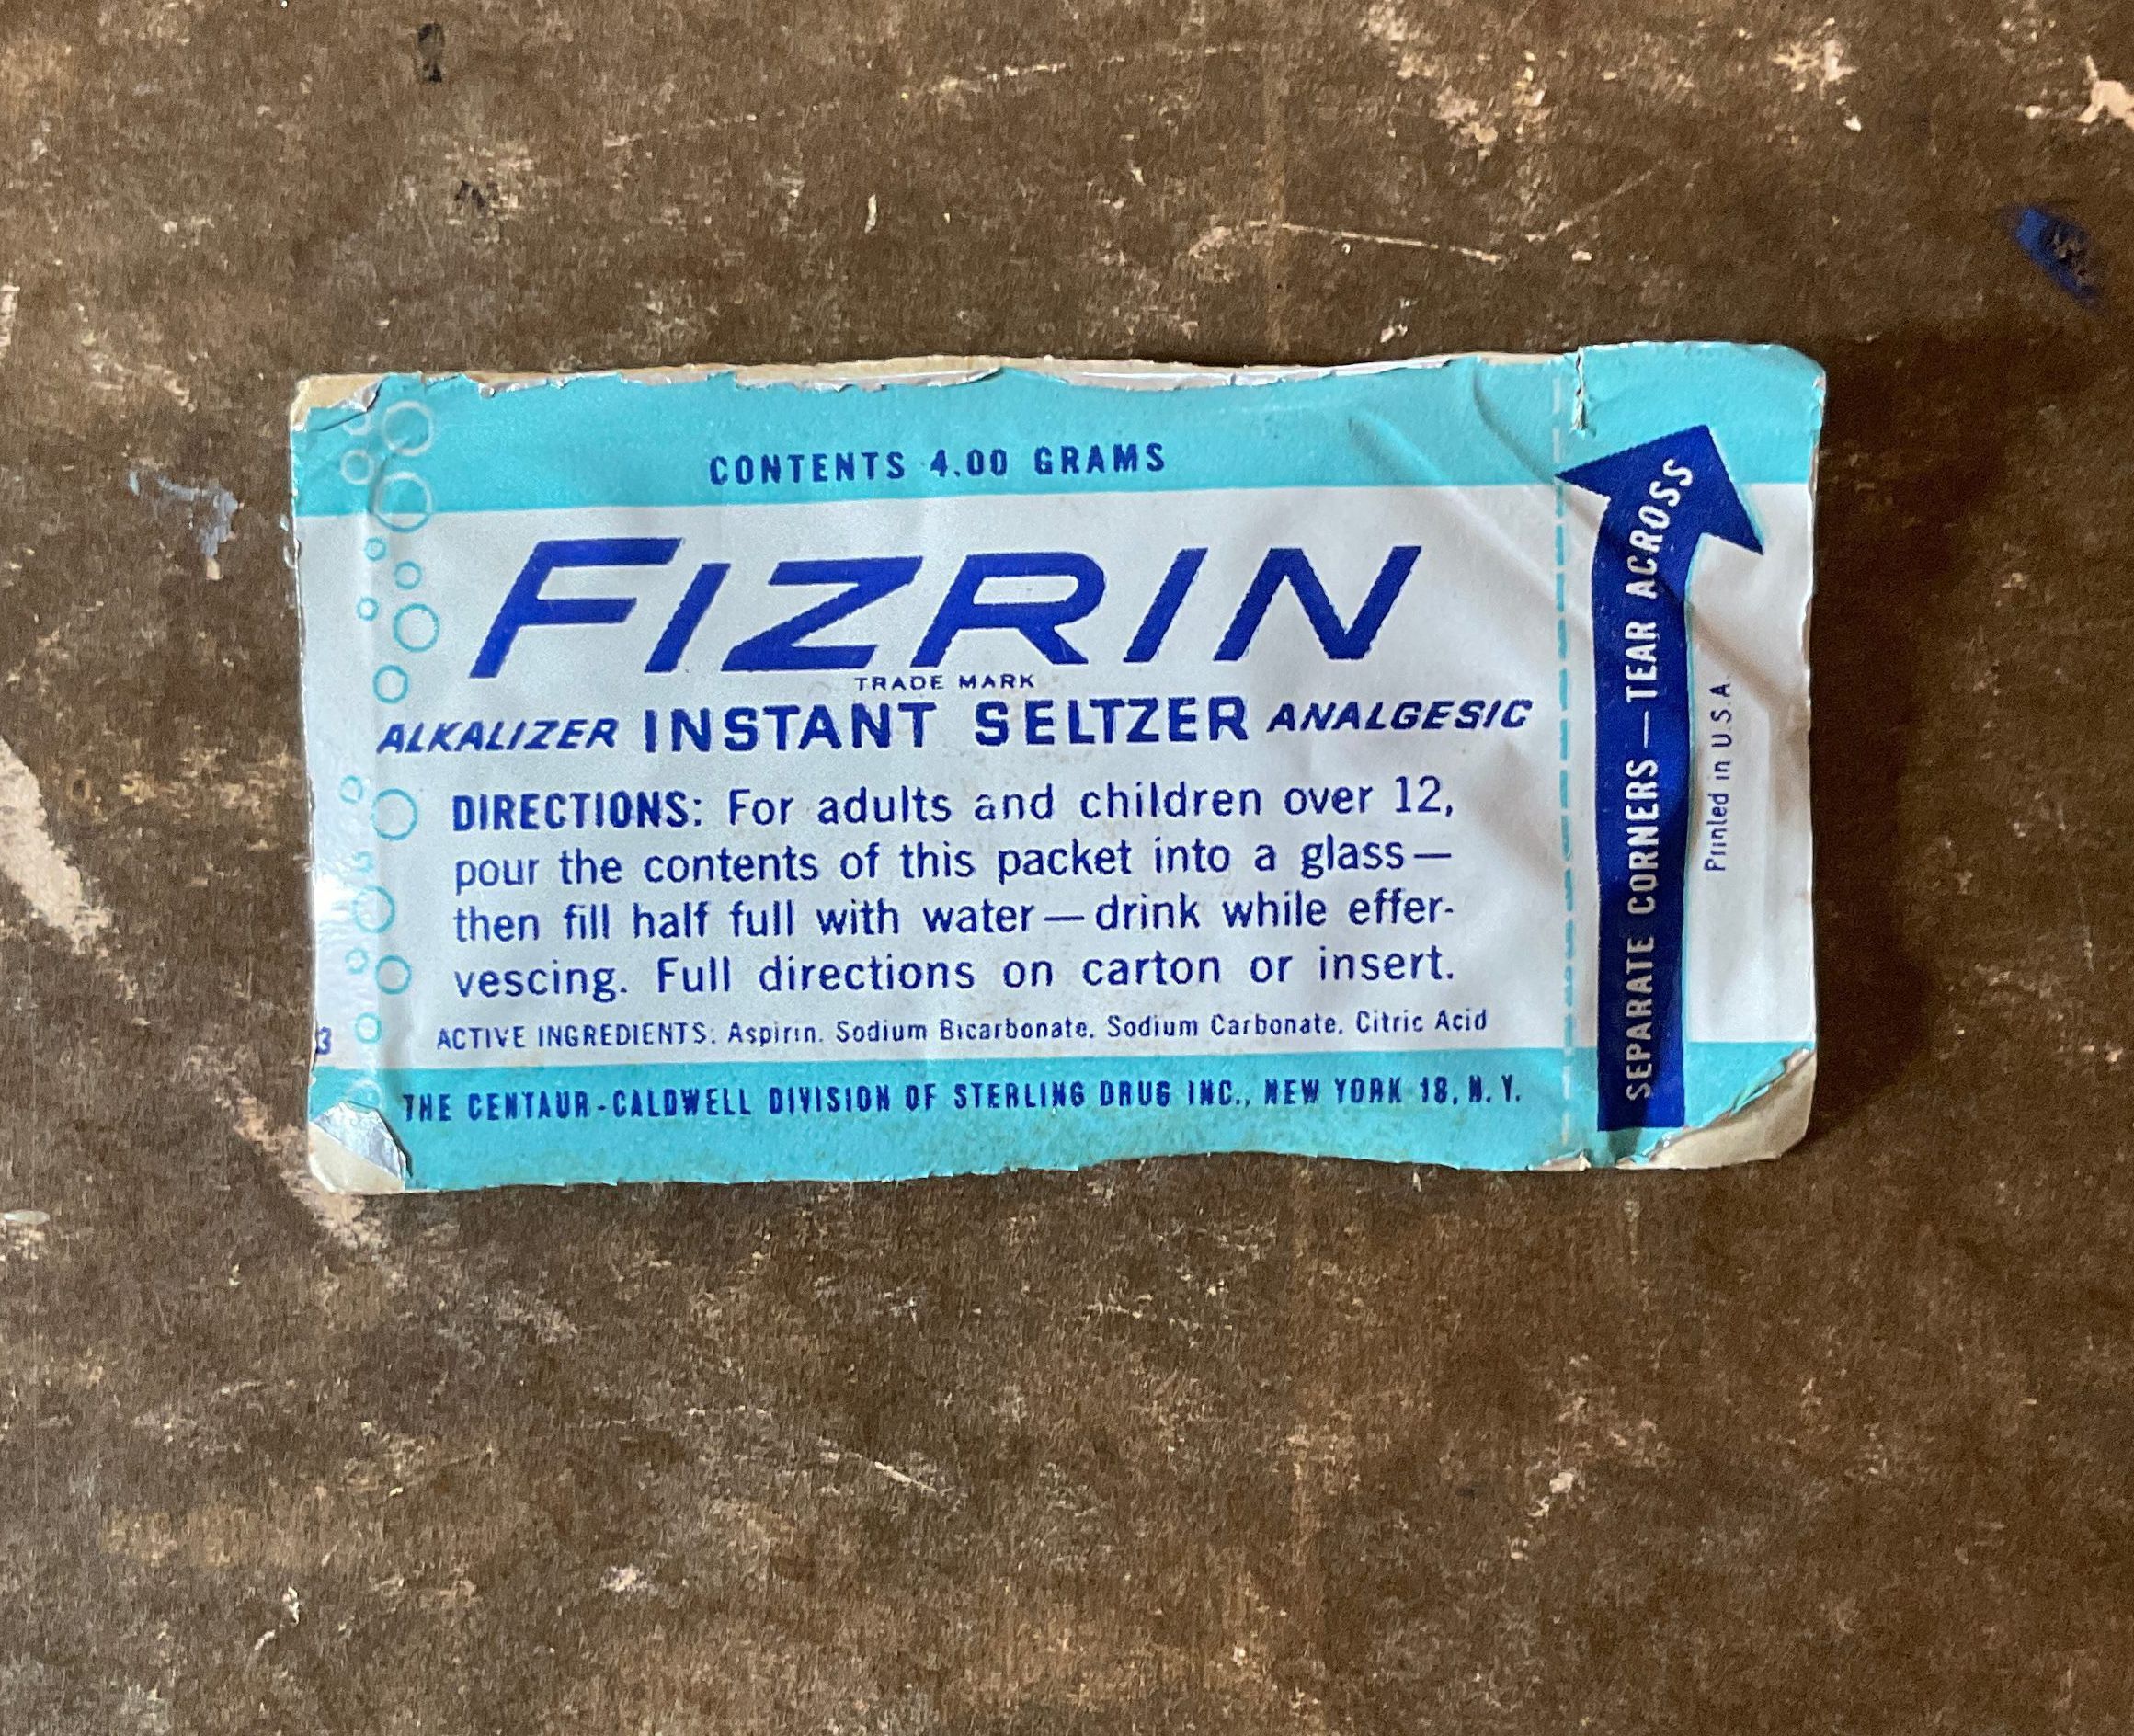 CONTENTS 4.00 GRAMS
FIZRIN
TRADE MARK
ALKALIZER INSTANT SELTZER ANALGESIC
DIRECTIONS: For adults and children over 12,
pour the contents of this packet into a glass—
then fill half full with water—drink while effer-
vescing. Full directions on carton or insert.
ACTIVE INGREDIENTS: Aspirin, Sodium Bicarbonate, Sodium Carbonate, Citric Acid
THE CENTAUR-CALDWELL DIVISION OF STERLING DRUG INC., NEW YORK 18, N.Y.
SEPARATE CORNERS—TEAR ACROSS
Printed in U.S.A.